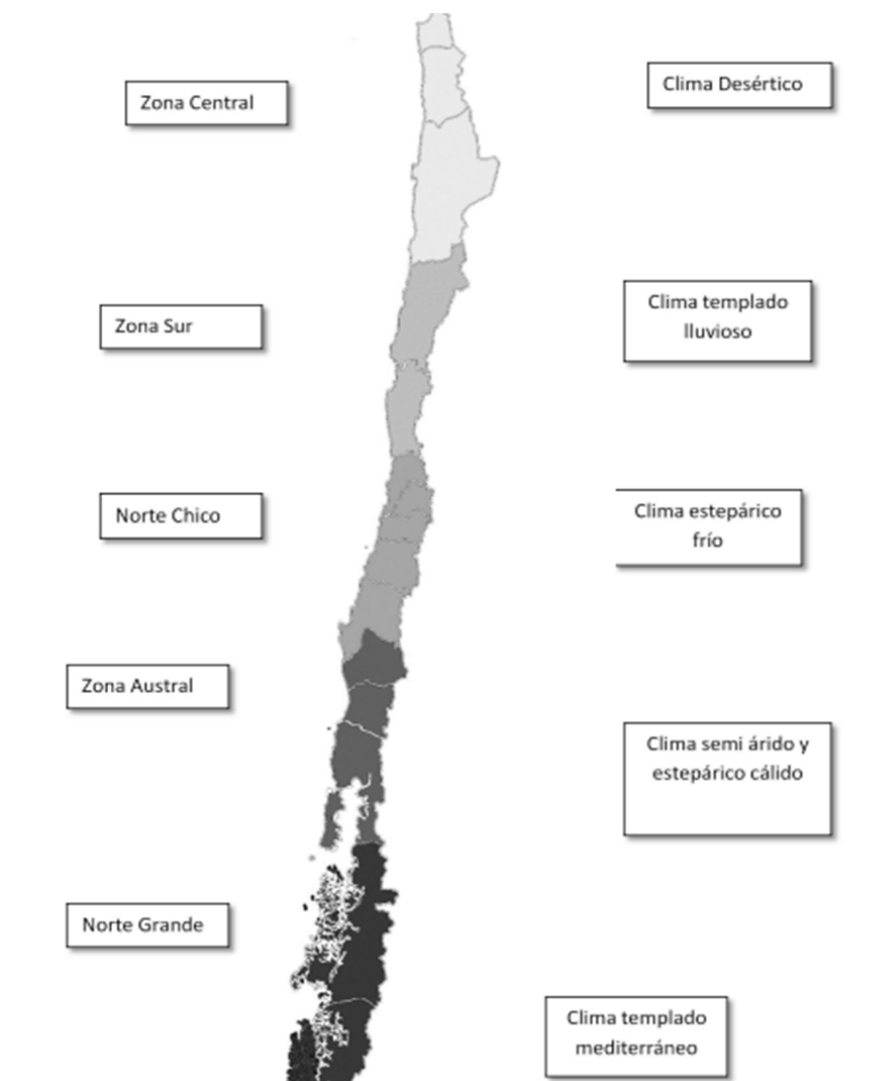 Zona Central
Clima Desértico
Zona Sur
Clima templado
lluvioso
Norte Chico
Clima estepárico
frío
Zona Austral
Clima semi árido y
estepárico cálido
Norte Grande
Clima templado
mediterráneo